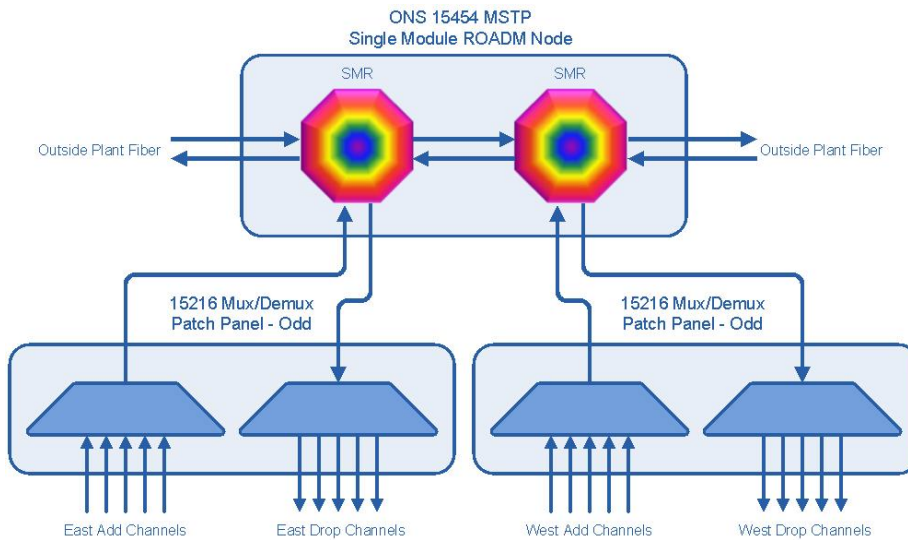 ONS 15454 MSTP
Single Module ROADM Node
SMR
SMR
Outside Plant Fiber
Outside Plant Fiber
15216 Mux/Demux
Patch Panel - Odd
15216 Mux/Demux
Patch Panel - Odd
East Add Channels
East Drop Channels
West Add Channels
West Drop Channels